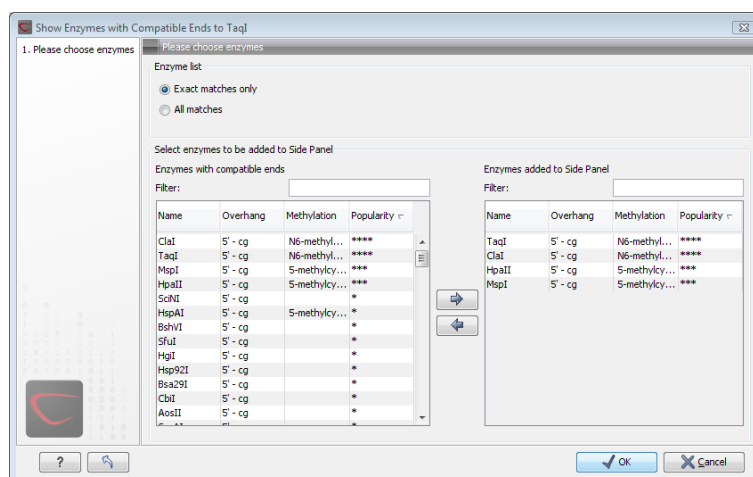 Show Enzymes with Compatible Ends to TaqI
1. Please choose enzymes
Please choose enzymes
Enzyme list
Exact matches only
All matches
Select enzymes to be added to Side Panel
Enzymes with compatible ends
Filter:
Name Overhang Methylation Popularity
ClaI 5' - cg N6-methyl... ****
TaqI 5' - cg N6-methyl... ****
MspI 5' - cg 5-methylcy... ***
HpaII 5' - cg 5-methylcy... ***
SciNI 5' - cg *
HspAI 5' - cg 5-methylcy... *
BshVI 5' - cg *
SfuI 5' - cg *
HgiI 5' - cg *
Hsp92I 5' - cg *
Bsa29I 5' - cg *
CbiI 5' - cg *
AosII 5' - cg *
Enzymes added to Side Panel
Filter:
Name Overhang Methylation Popularity
TaqI 5' - cg N6-methyl... ****
ClaI 5' - cg N6-methyl... ****
HpaII 5' - cg 5-methylcy... ***
MspI 5' - cg 5-methylcy... ***
?
OK
Cancel